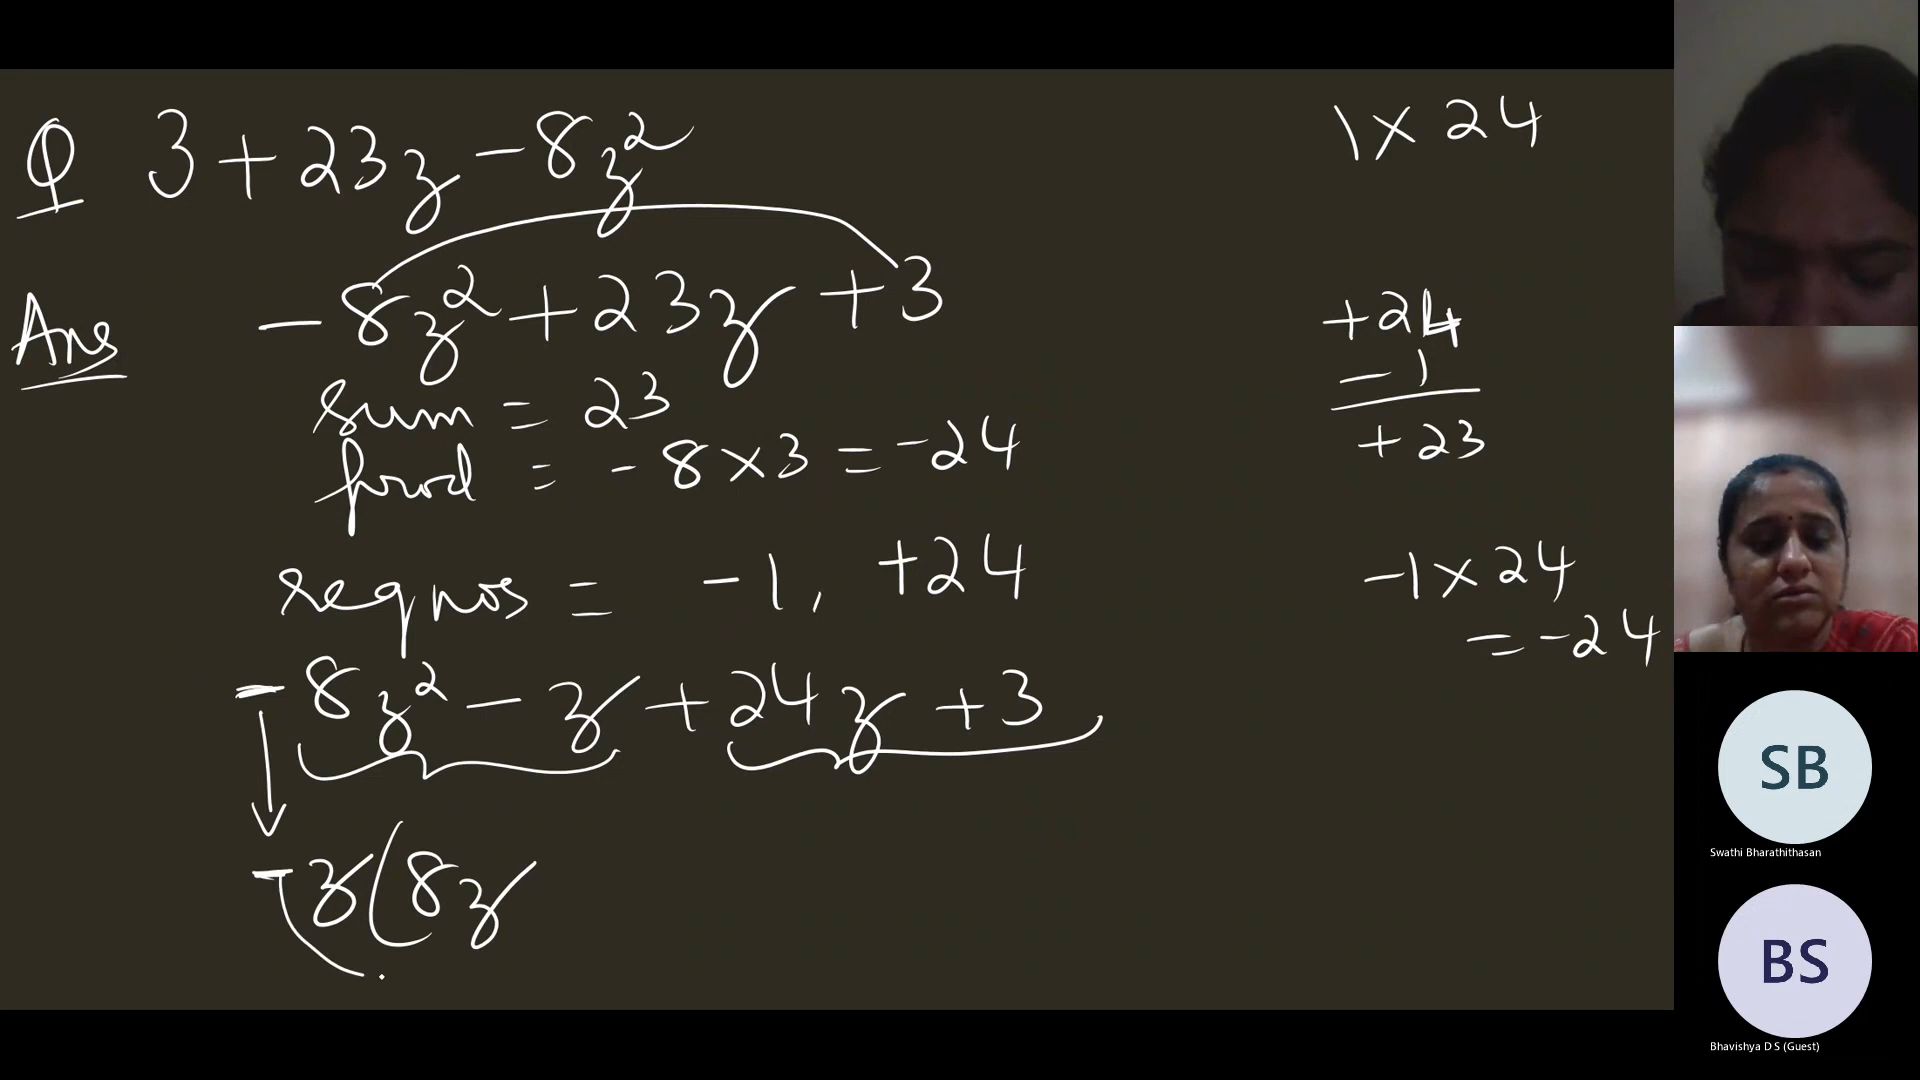 Q 3 + 23z - 8z²
Ans - 8z² + 23z + 3
sum = 23
prod = - 8 × 3 = -24
req nos = - 1, + 24
- 8z² - z + 24z + 3
- z(8z
1 × 24
+ 24
- 1
+ 23
-1 × 24
= -24
SB
Swathi Bharathithasan
BS
Bhavishya D S (Guest)